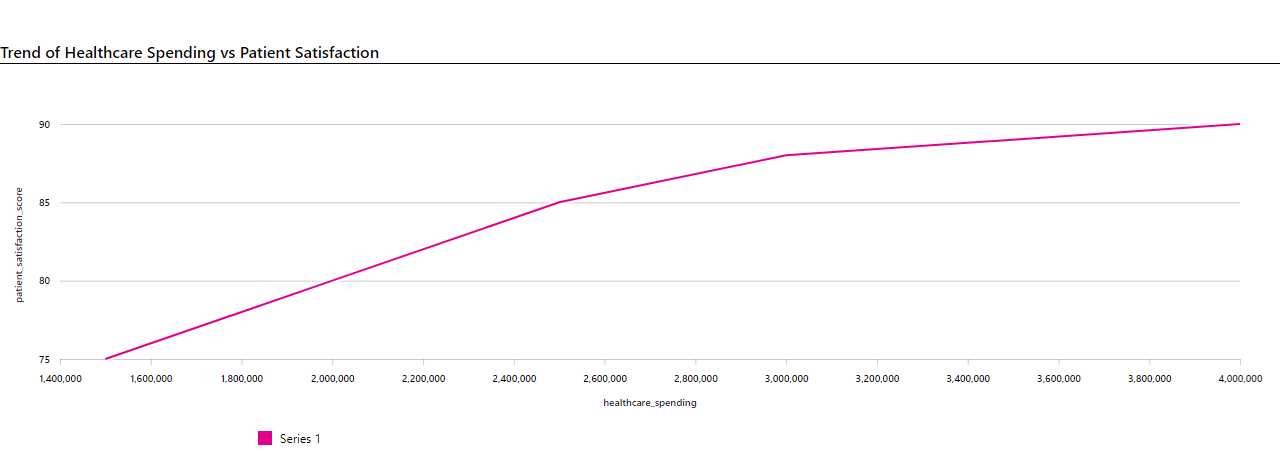 Trend of Healthcare Spending vs Patient Satisfaction
90
85
80
75
patient_satisfaction_score
1,400,000 1,600,000 1,800,000 2,000,000 2,200,000 2,400,000 2,600,000 2,800,000 3,000,000 3,200,000 3,400,000 3,600,000 3,800,000 4,000,000
healthcare_spending
Series 1